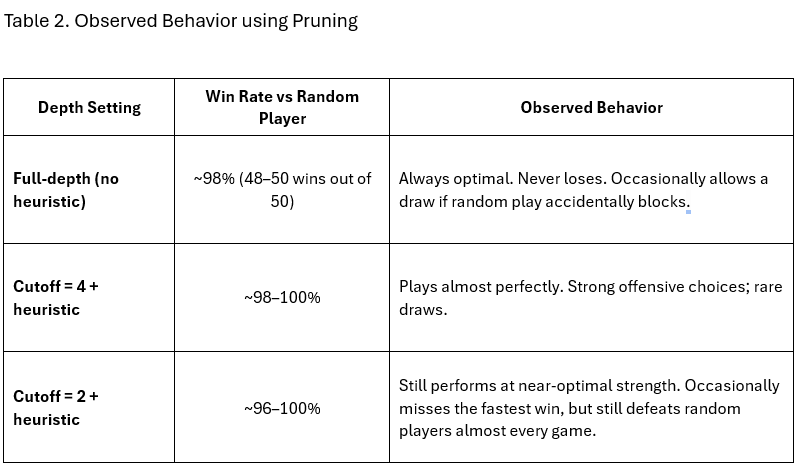 Table 2. Observed Behavior using Pruning
Depth Setting
Win Rate vs Random
Player
Observed Behavior
Full-depth (no
heuristic)
~98% (48–50 wins out of
50)
Always optimal. Never loses. Occasionally allows a
draw if random play accidentally blocks.
Cutoff = 4 +
heuristic
~98–100%
Plays almost perfectly. Strong offensive choices; rare
draws.
Cutoff = 2 +
heuristic
~96–100%
Still performs at near-optimal strength. Occasionally
misses the fastest win, but still defeats random
players almost every game.